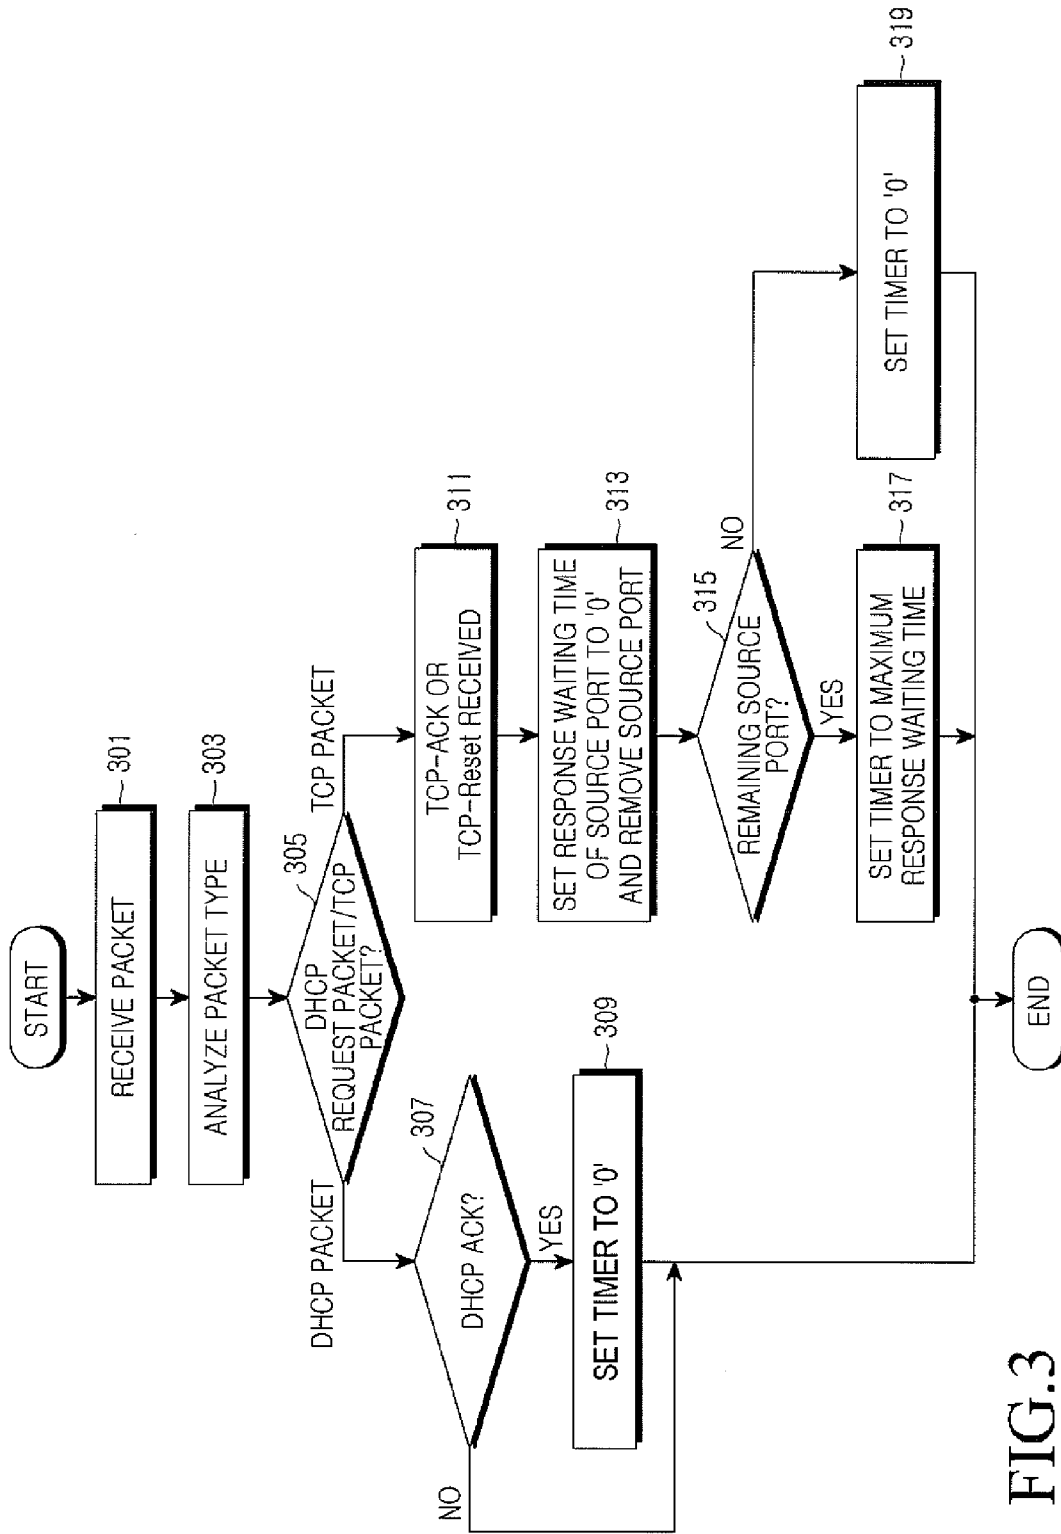 START
RECEIVE PACKET
301
ANALYZE PACKET TYPE
303
DHCP
REQUEST PACKET/TCP
PACKET?
305
DHCP PACKET
TCP PACKET
DHCP ACK?
307
NO
YES
SET TIMER TO '0'
309
TCP-ACK OR
TCP-Reset RECEIVED
311
SET RESPONSE WAITING TIME
OF SOURCE PORT TO '0'
AND REMOVE SOURCE PORT
313
REMAINING SOURCE
PORT?
315
NO
YES
SET TIMER TO MAXIMUM
RESPONSE WAITING TIME
317
SET TIMER TO '0'
319
END
FIG.3